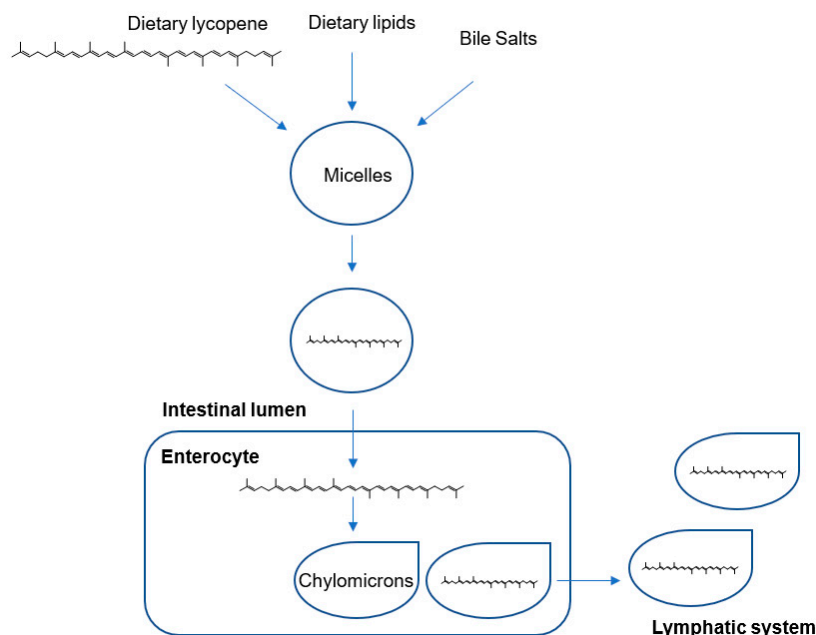 Dietary lycopene
Dietary lipids
Bile Salts
Micelles
Intestinal lumen
Enterocyte
Chylomicrons
Lymphatic system